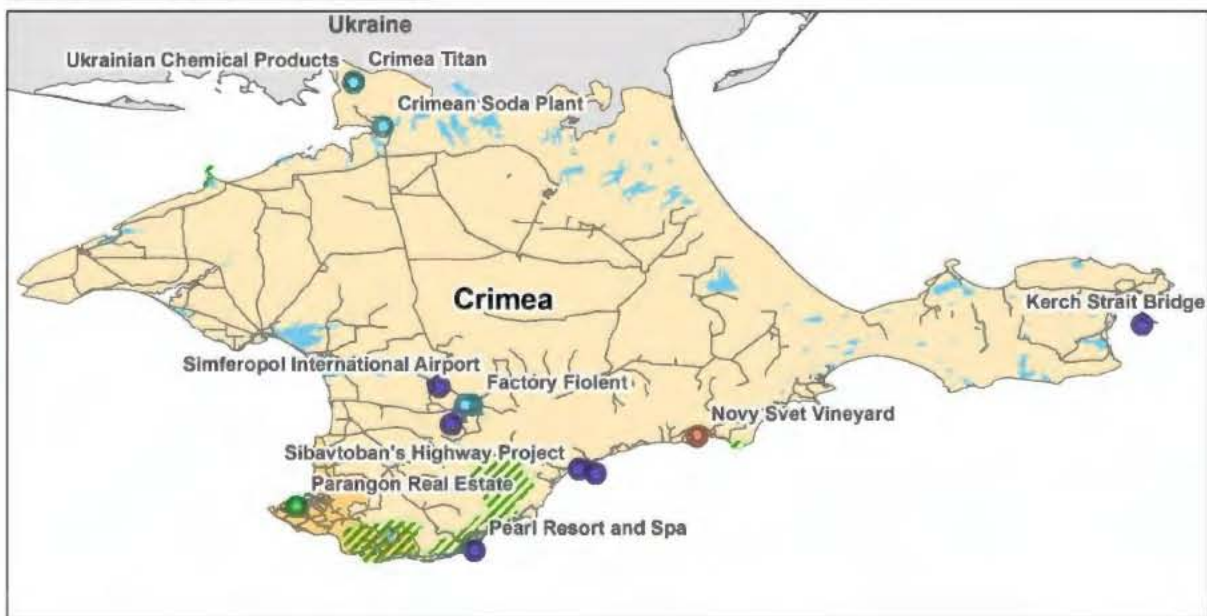 Ukraine
Ukrainian Chemical Products
Crimea Titan
Crimean Soda Plant
Crimea
Kerch Strait Bridge
Simferopol International Airport
Factory Fiolent
Novy Svet Vineyard
Sibavtoban's Highway Project
Parangon Real Estate
Pearl Resort and Spa